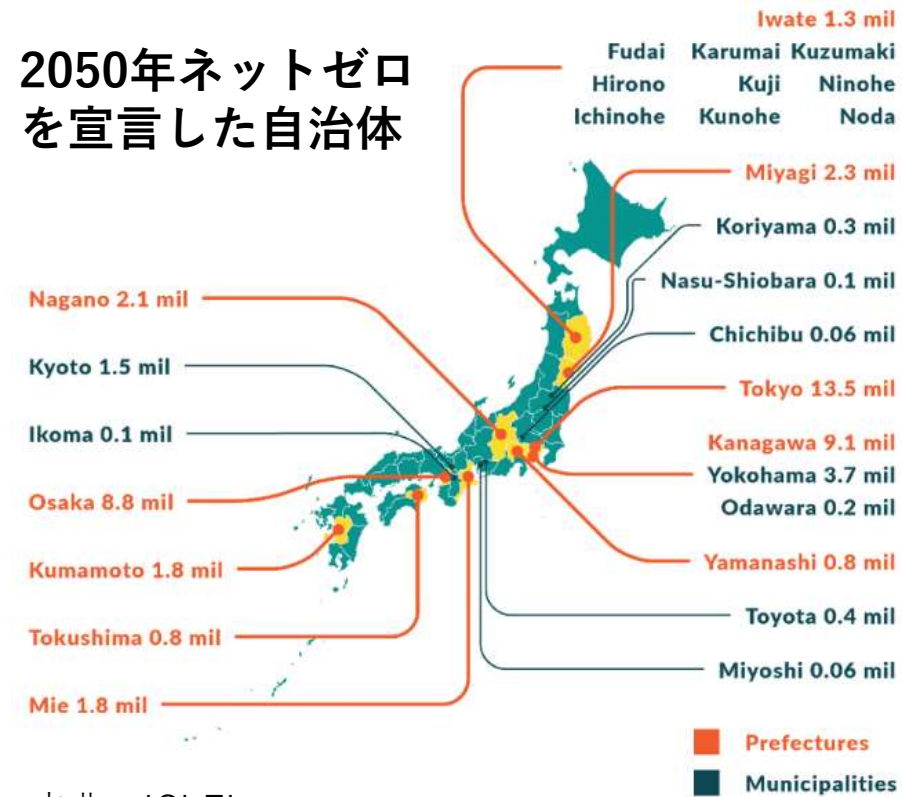 2050年ネットゼロ
を宣言した自治体
Iwate 1.3 mil
Fudai Karumai Kuzumaki
Hirono Kuji Ninohe
Ichinohe Kunohe Noda
Miyagi 2.3 mil
Koriyama 0.3 mil
Nasu-Shiobara 0.1 mil
Chichibu 0.06 mil
Tokyo 13.5 mil
Kanagawa 9.1 mil
Yokohama 3.7 mil
Odawara 0.2 mil
Yamanashi 0.8 mil
Toyota 0.4 mil
Miyoshi 0.06 mil
Nagano 2.1 mil
Kyoto 1.5 mil
Ikoma 0.1 mil
Osaka 8.8 mil
Kumamoto 1.8 mil
Tokushima 0.8 mil
Mie 1.8 mil
Prefectures
Municipalities